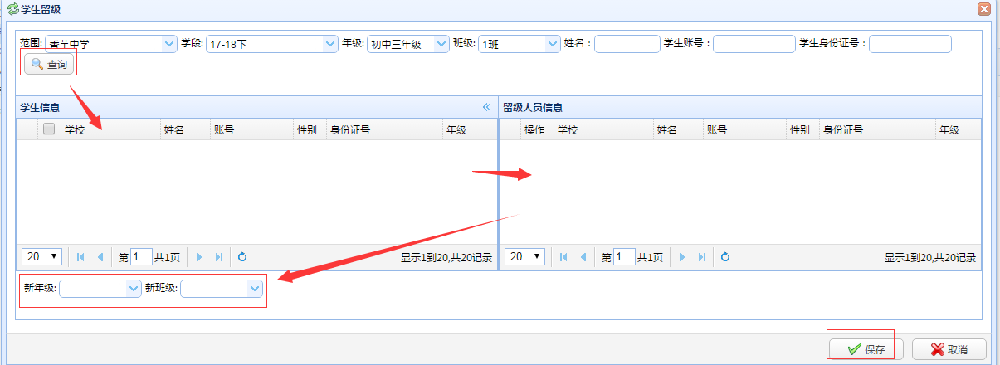 学生留级
范围: 香芋中学 学段: 17-18下 年级: 初中三年级 班级: 1班 姓名： 学生账号： 学生身份证号：
查询
学生信息 留级人员信息
学校 姓名 账号 性别 身份证号 年级 操作 学校 姓名 账号 性别 身份证号 年级
20 第 1 共1页 显示1到20,共20记录 20 第 1 共1页 显示1到20,共20记录
新年级: 新班级:
保存 取消